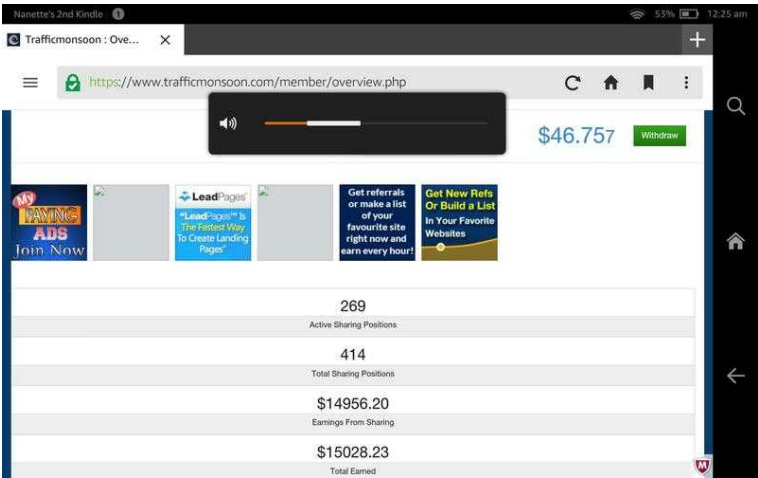 Nanette's 2nd Kindle 1
53% 12:25 am
Trafficmonsoon : Ove...
https://www.trafficmonsoon.com/member/overview.php
$46.757
Withdraw
My
PAYING
ADS
Join Now
LeadPages
"LeadPages™ Is
The Fastest Way
To Create Landing
Pages"
Get referrals
or make a list
of your
favourite site
right now and
earn every hour!
Get New Refs
Or Build a List
In Your Favorite
Websites
269
Active Sharing Positions
414
Total Sharing Positions
$14956.20
Earnings From Sharing
$15028.23
Total Earned